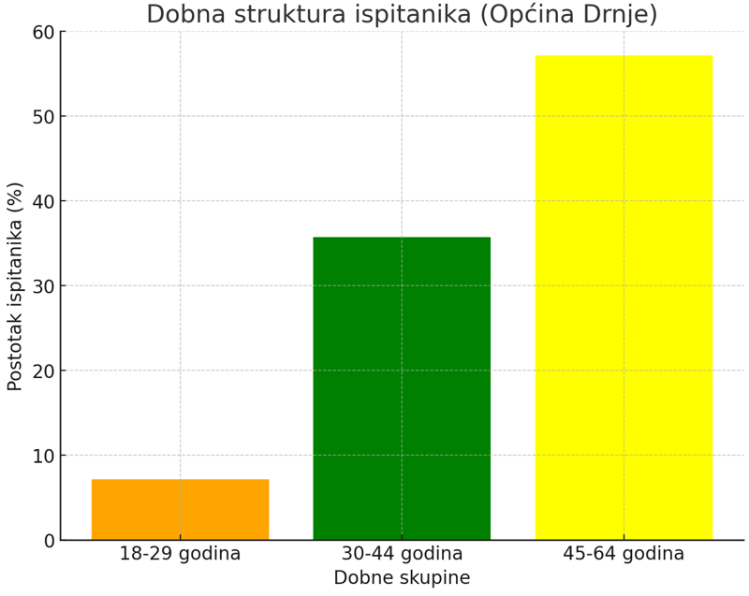 Dobna struktura ispitanika (Općina Drnje)
Postotak ispitanika (%)
60
50
40
30
20
10
0
18-29 godina
30-44 godina
45-64 godina
Dobne skupine